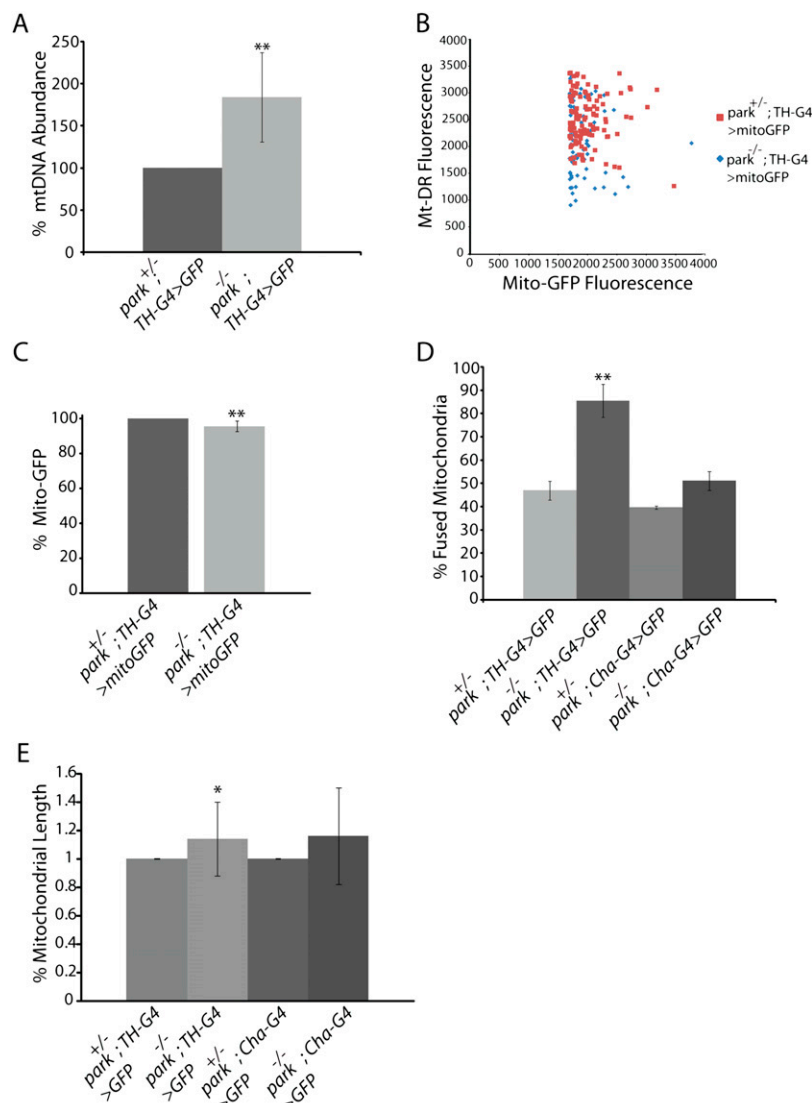 A
% mtDNA Abundance
250
200
150
100
50
0
**
+/-
park ;
TH-G4>GFP
-/-
park ;
TH-G4>GFP
B
Mt-DR Fluorescence
4000
3500
3000
2500
2000
1500
1000
500
0
0 500 1000 1500 2000 2500 3000 3500 4000
Mito-GFP Fluorescence
+/-
park ; TH-G4
>mitoGFP
-/-
park ; TH-G4
>mitoGFP
C
% Mito-GFP
100
80
60
40
20
0
**
+/-
park ; TH-G4
>mitoGFP
-/-
park ; TH-G4
>mitoGFP
D
% Fused Mitochondria
100
90
80
70
60
50
40
30
20
10
0
**
+/-
park ; TH-G4>GFP
-/-
park ; TH-G4>GFP
+/-
park ; Cha-G4>GFP
-/-
park ; Cha-G4>GFP
E
% Mitochondrial Length
1.6
1.4
1.2
1
0.8
0.6
0.4
0.2
0
*
+/-
park ; TH-G4
>GFP
-/-
park ; TH-G4
>GFP
+/-
park ; Cha-G4
>GFP
-/-
park ; Cha-G4
>GFP